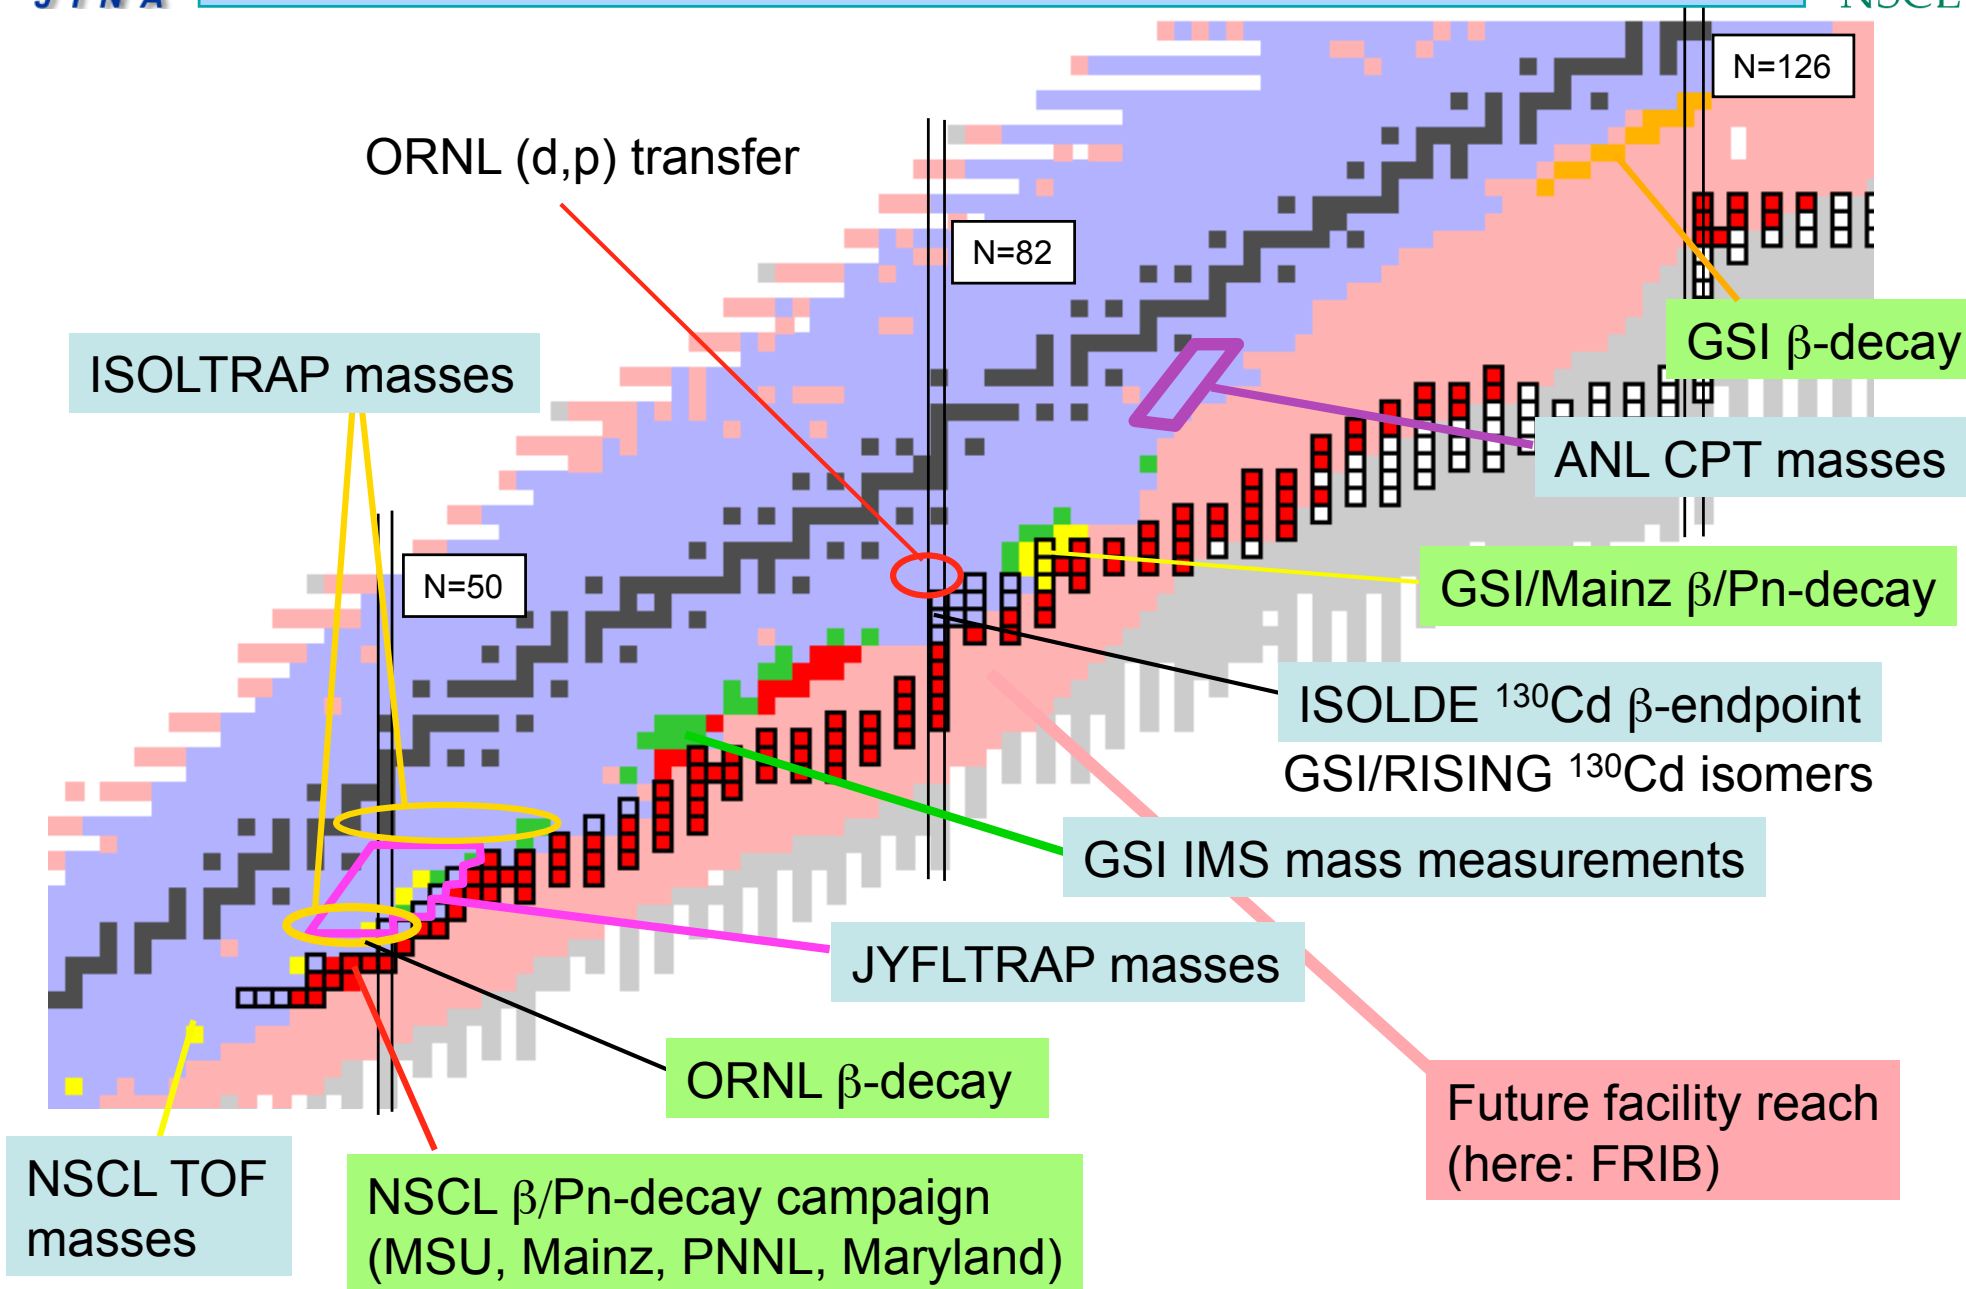 JINA
NSCL
N=126
ORNL (d,p) transfer
N=82
ISOLTRAP masses
GSI β-decay
ANL CPT masses
N=50
GSI/Mainz β/Pn-decay
ISOLDE ¹³⁰Cd β-endpoint
GSI/RISING ¹³⁰Cd isomers
GSI IMS mass measurements
JYFLTRAP masses
ORNL β-decay
Future facility reach
(here: FRIB)
NSCL TOF
masses
NSCL β/Pn-decay campaign
(MSU, Mainz, PNNL, Maryland)